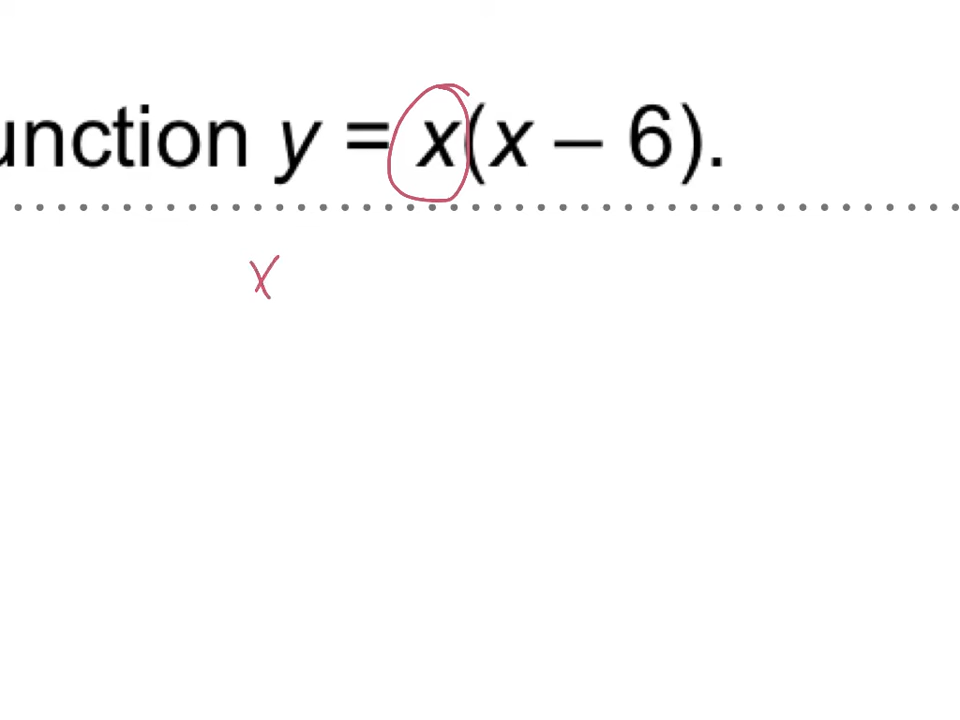 unction y = x(x – 6).
x